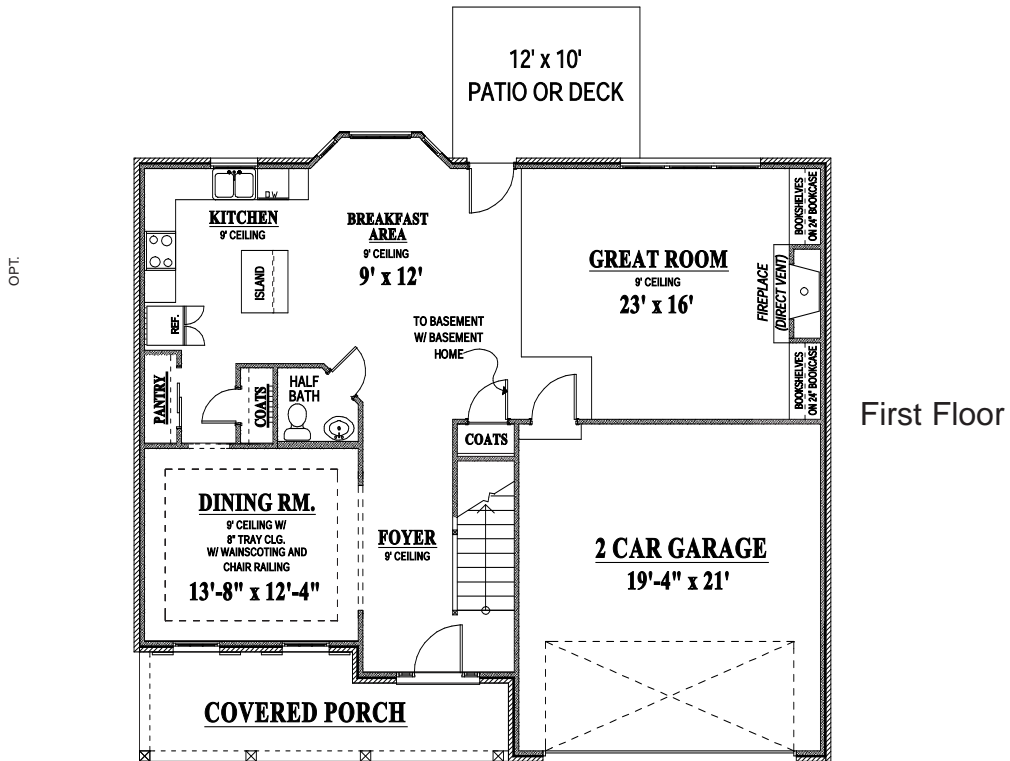 12' x 10'
PATIO OR DECK
OPT.
KITCHEN
9' CEILING
D.W
BREAKFAST
AREA
9' CEILING
9' x 12'
ISLAND
REF.
GREAT ROOM
9' CEILING
23' x 16'
BOOKSHELVES
ON 24" BOOKCASE
FIREPLACE
(DIRECT VENT)
BOOKSHELVES
ON 24" BOOKCASE
TO BASEMENT
W/ BASEMENT
HOME
PANTRY
COATS
HALF
BATH
COATS
First Floor
DINING RM.
9' CEILING W/
8" TRAY CLG.
W/ WAINSCOTING AND
CHAIR RAILING
13'-8" x 12'-4"
FOYER
9' CEILING
2 CAR GARAGE
19'-4" x 21'
COVERED PORCH